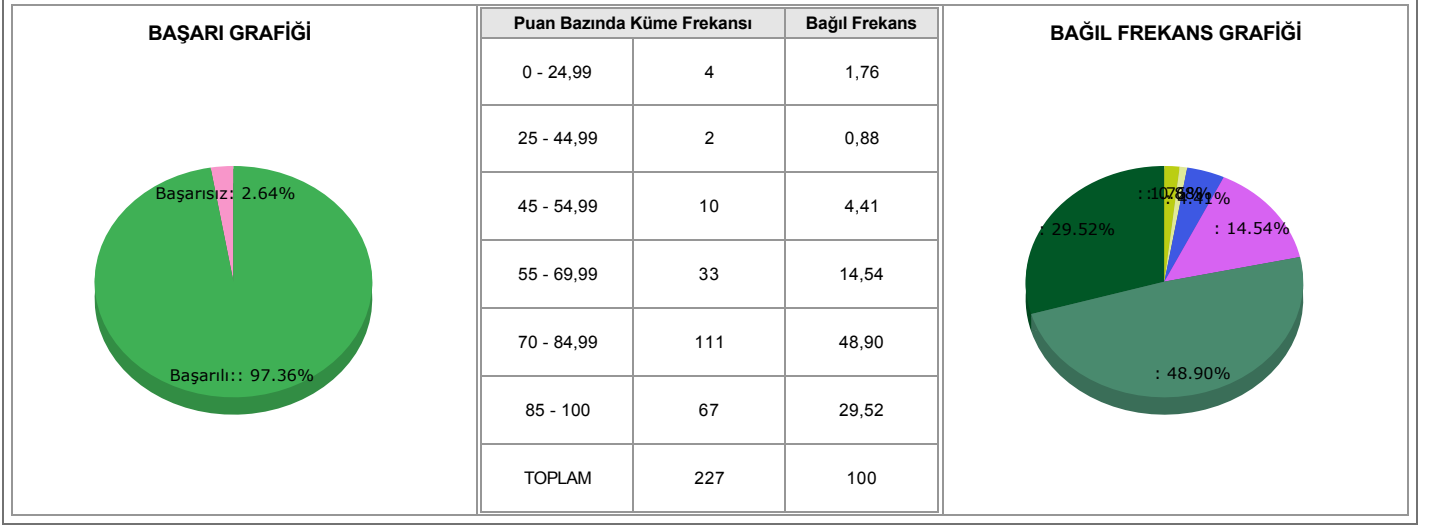 BAŞARI GRAFİĞİ
Başarısız: 2.64%
Başarılı:: 97.36%
Puan Bazında Küme Frekansı Bağıl Frekans
0 - 24,99 4 1,76
25 - 44,99 2 0,88
45 - 54,99 10 4,41
55 - 69,99 33 14,54
70 - 84,99 111 48,90
85 - 100 67 29,52
TOPLAM 227 100
BAĞIL FREKANS GRAFİĞİ
: 4.41%
: 14.54%
: 29.52%
: 48.90%